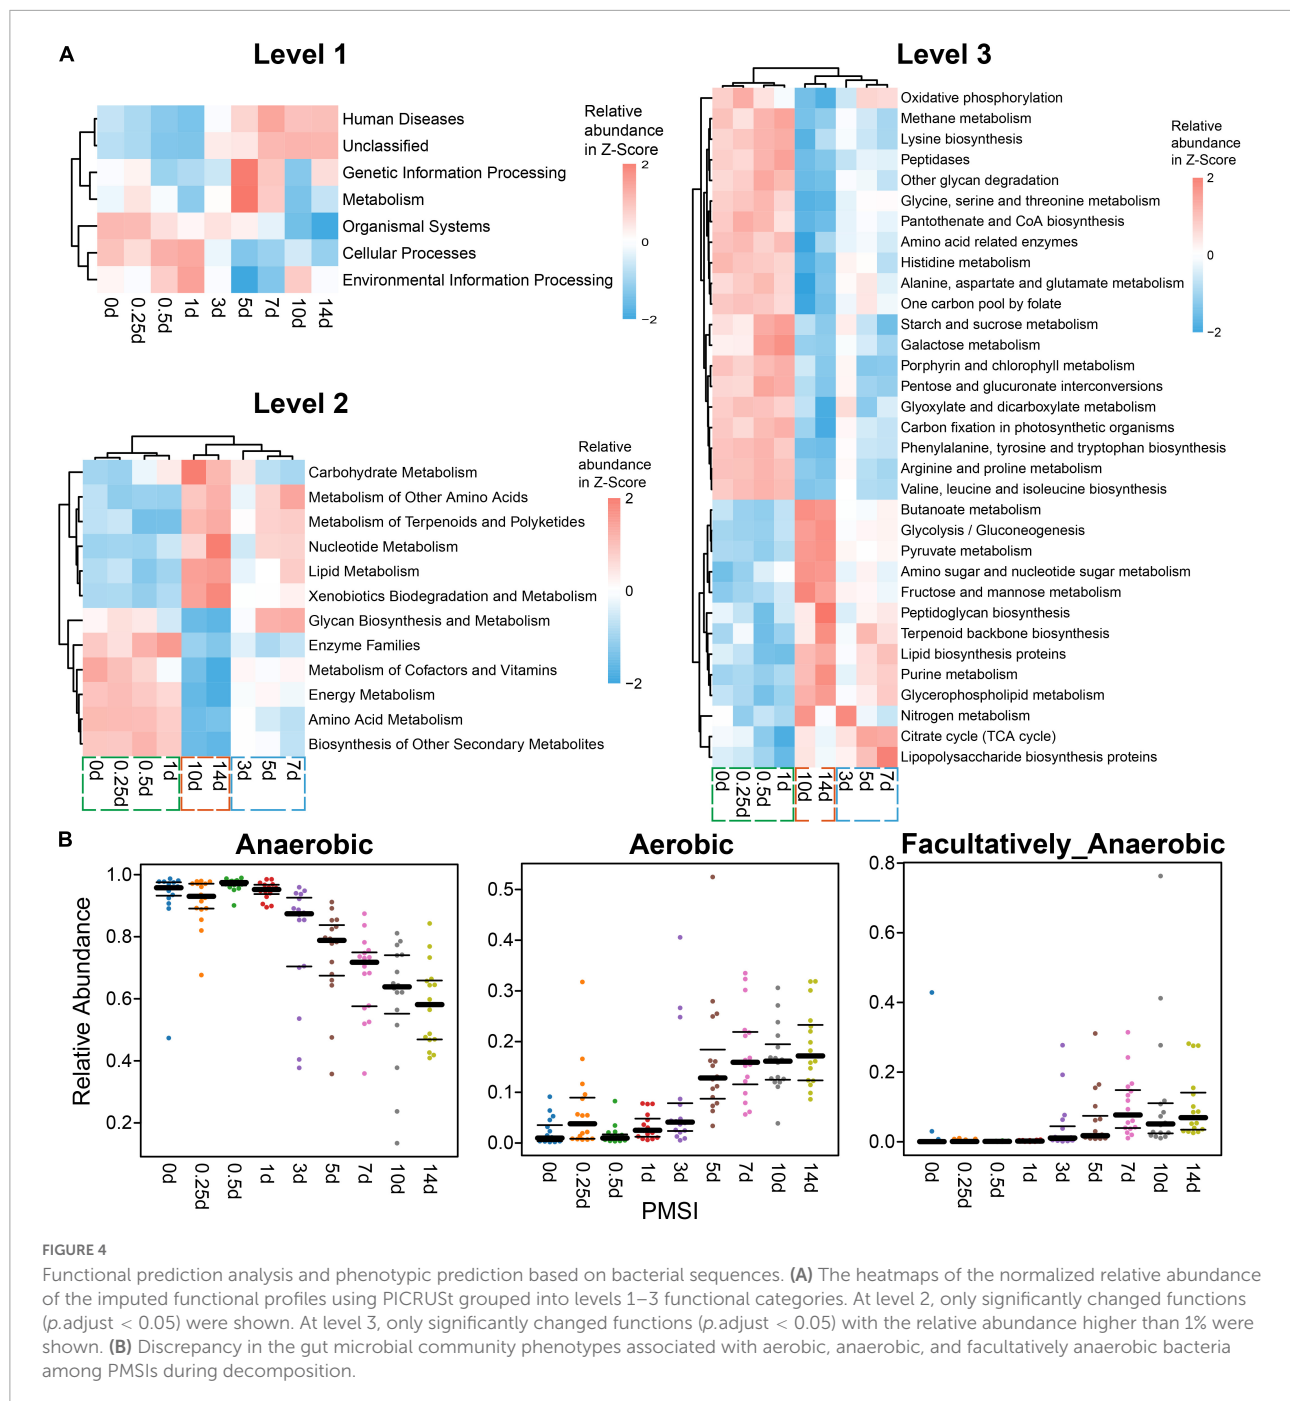 A
Level 1
Human Diseases
Unclassified
Genetic Information Processing
Metabolism
Organismal Systems
Cellular Processes
Environmental Information Processing
0d
0.25d
0.5d
1d
3d
5d
7d
10d
14d
Relative
abundance
in Z-Score
2
0
−2
Level 2
Carbohydrate Metabolism
Metabolism of Other Amino Acids
Metabolism of Terpenoids and Polyketides
Nucleotide Metabolism
Lipid Metabolism
Xenobiotics Biodegradation and Metabolism
Glycan Biosynthesis and Metabolism
Enzyme Families
Metabolism of Cofactors and Vitamins
Energy Metabolism
Amino Acid Metabolism
Biosynthesis of Other Secondary Metabolites
0d
0.25d
0.5d
1d
10d
14d
3d
5d
7d
Relative
abundance
in Z-Score
2
0
−2
Level 3
Oxidative phosphorylation
Methane metabolism
Lysine biosynthesis
Peptidases
Other glycan degradation
Glycine, serine and threonine metabolism
Pantothenate and CoA biosynthesis
Amino acid related enzymes
Histidine metabolism
Alanine, aspartate and glutamate metabolism
One carbon pool by folate
Starch and sucrose metabolism
Galactose metabolism
Porphyrin and chlorophyll metabolism
Pentose and glucuronate interconversions
Glyoxylate and dicarboxylate metabolism
Carbon fixation in photosynthetic organisms
Phenylalanine, tyrosine and tryptophan biosynthesis
Arginine and proline metabolism
Valine, leucine and isoleucine biosynthesis
Butanoate metabolism
Glycolysis / Gluconeogenesis
Pyruvate metabolism
Amino sugar and nucleotide sugar metabolism
Fructose and mannose metabolism
Peptidoglycan biosynthesis
Terpenoid backbone biosynthesis
Lipid biosynthesis proteins
Purine metabolism
Glycerophospholipid metabolism
Nitrogen metabolism
Citrate cycle (TCA cycle)
Lipopolysaccharide biosynthesis proteins
0d
0.25d
0.5d
1d
10d
14d
3d
5d
7d
Relative
abundance
in Z-Score
2
0
−2
B
Anaerobic
Relative Abundance
1.0
0.8
0.6
0.4
0.2
0d
0.25d
0.5d
1d
3d
5d
7d
10d
14d
Aerobic
0.5
0.4
0.3
0.2
0.1
0.0
0d
0.25d
0.5d
1d
3d
5d
7d
10d
14d
PMSI
Facultatively_Anaerobic
0.8
0.6
0.4
0.2
0.0
0d
0.25d
0.5d
1d
3d
5d
7d
10d
14d
FIGURE 4
Functional prediction analysis and phenotypic prediction based on bacterial sequences. (A) The heatmaps of the normalized relative abundance
of the imputed functional profiles using PICRUSt grouped into levels 1–3 functional categories. At level 2, only significantly changed functions
(p.adjust < 0.05) were shown. At level 3, only significantly changed functions (p.adjust < 0.05) with the relative abundance higher than 1% were
shown. (B) Discrepancy in the gut microbial community phenotypes associated with aerobic, anaerobic, and facultatively anaerobic bacteria
among PMSIs during decomposition.